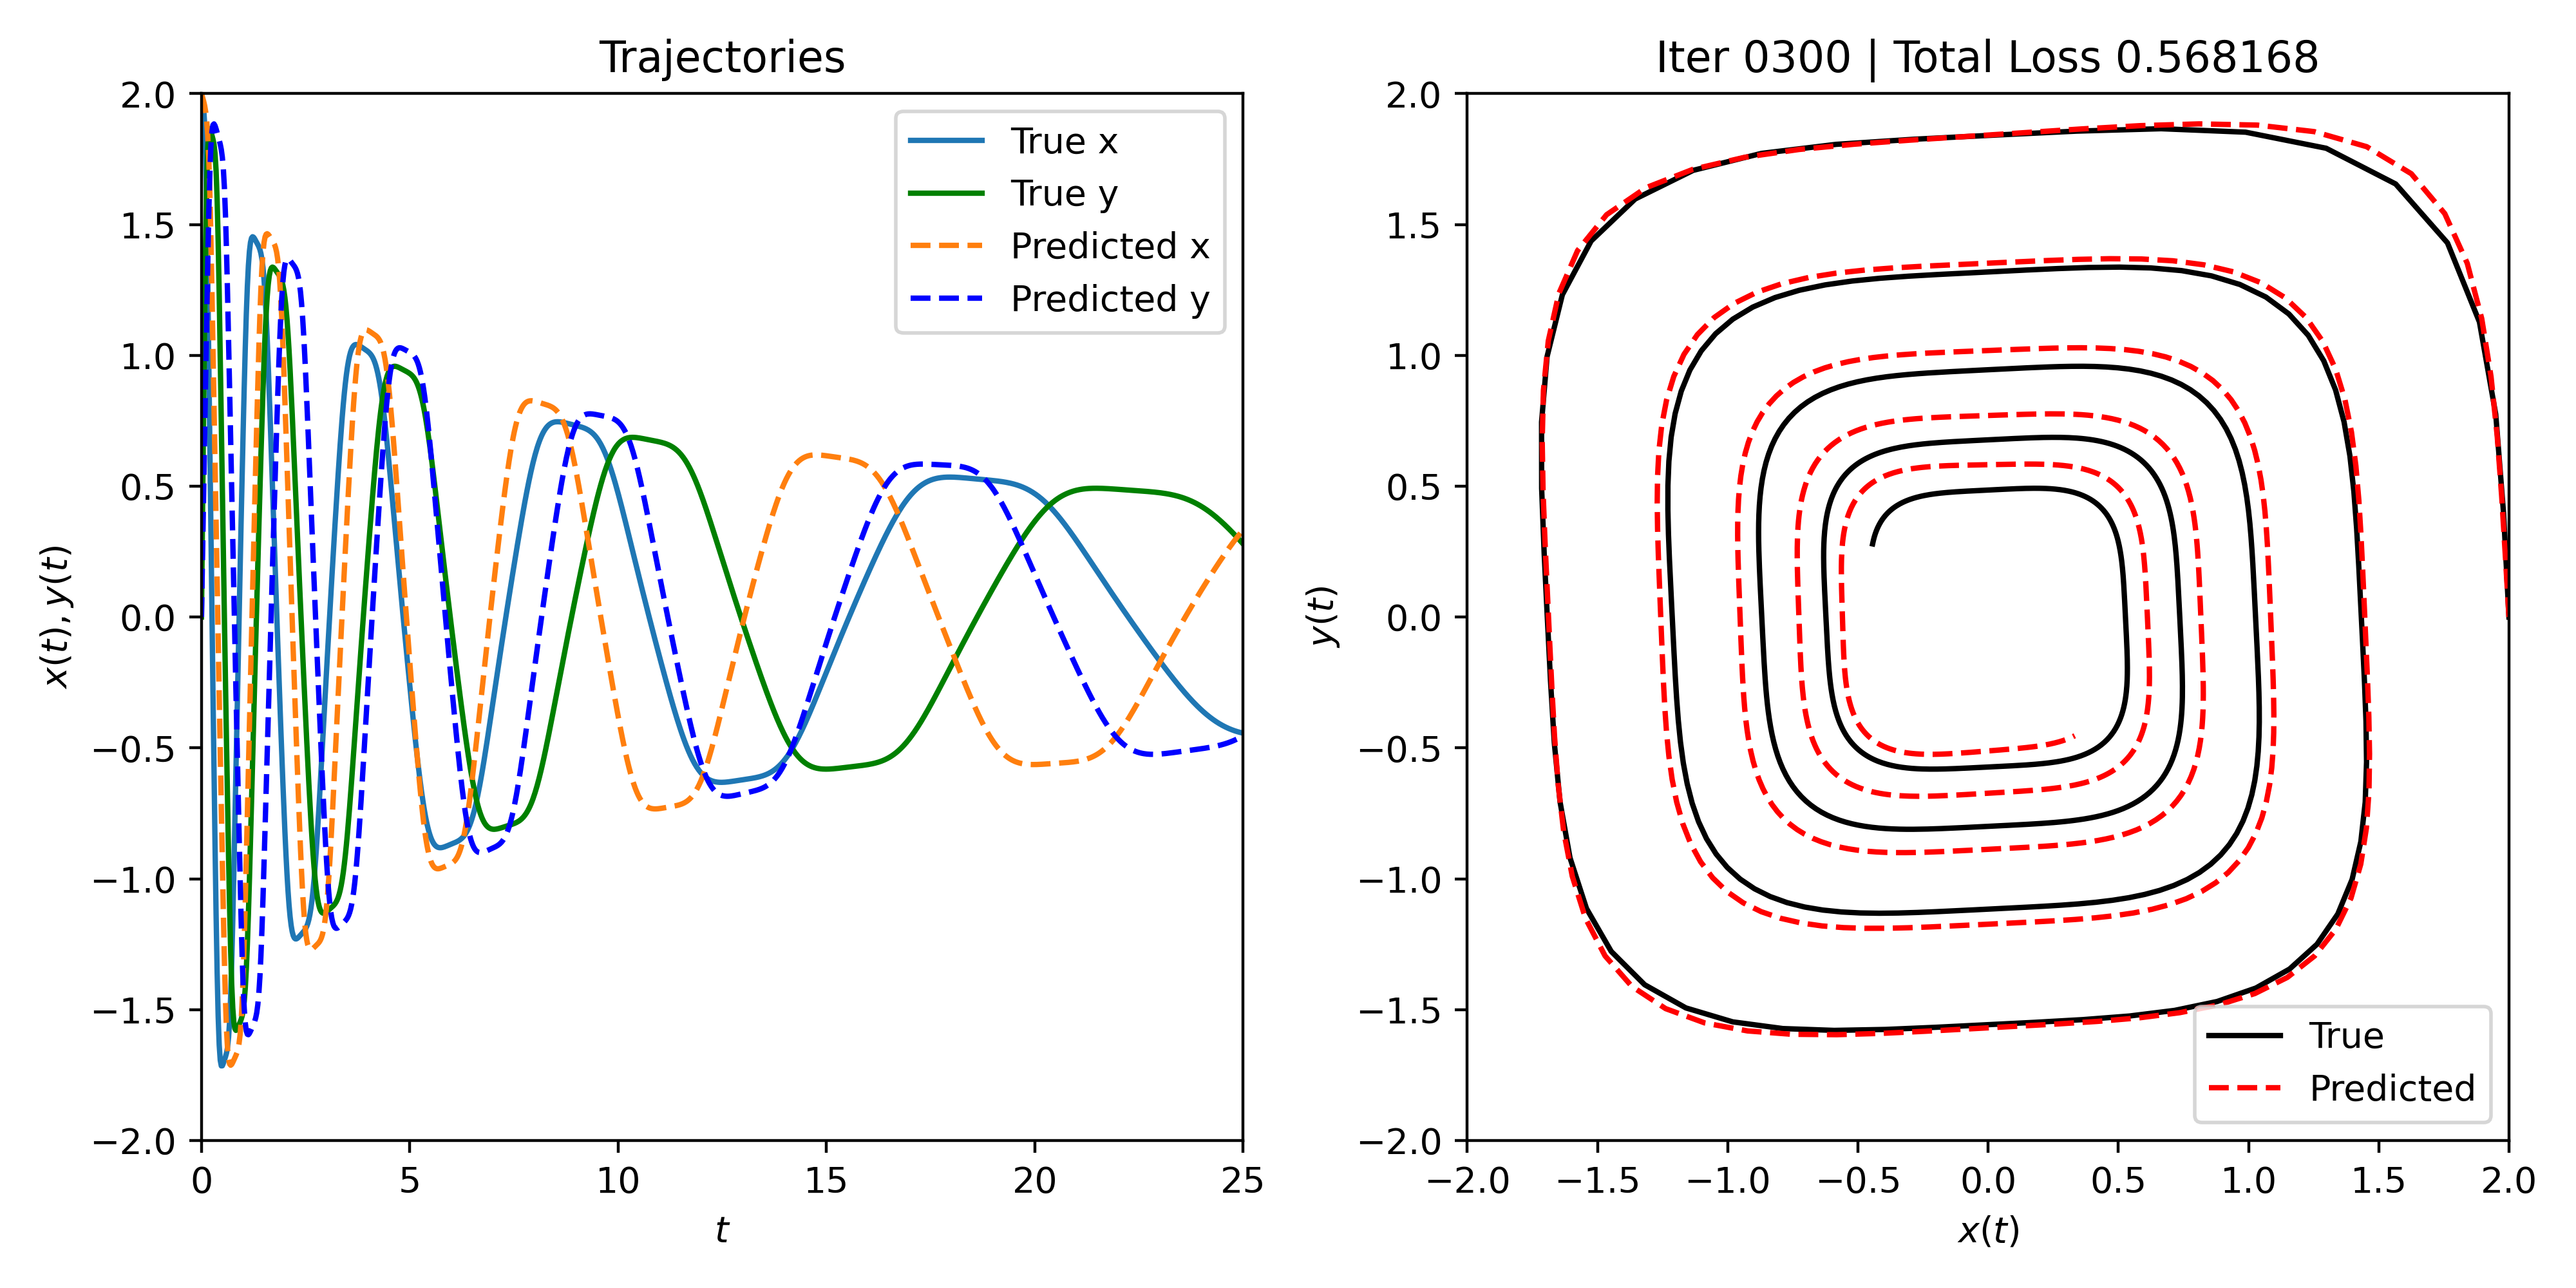 Trajectories
2.0
1.5
1.0
0.5
0.0
−0.5
−1.0
−1.5
−2.0
x(t), y(t)
0 5 10 15 20 25
t
True x
True y
Predicted x
Predicted y
Iter 0300 | Total Loss 0.568168
2.0
1.5
1.0
0.5
0.0
−0.5
−1.0
−1.5
−2.0
y(t)
−2.0 −1.5 −1.0 −0.5 0.0 0.5 1.0 1.5 2.0
x(t)
True
Predicted